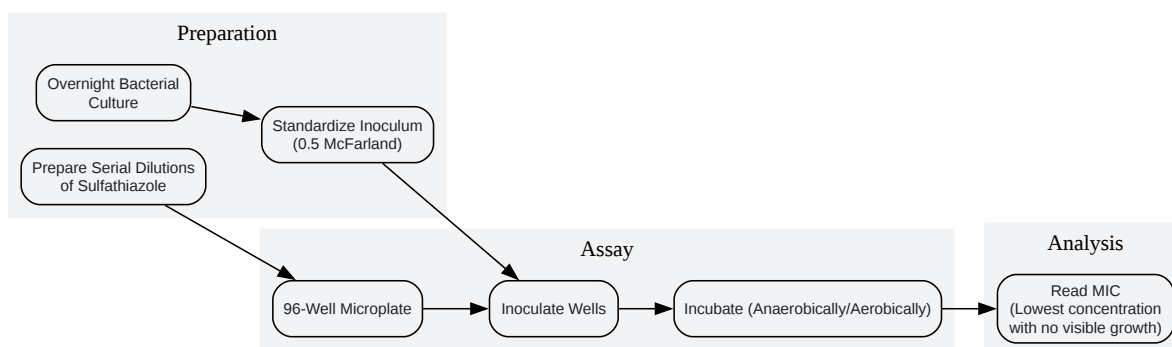 Preparation
Overnight Bacterial
Culture
Standardize Inoculum
(0.5 McFarland)
Prepare Serial Dilutions
of Sulfathiazole
Assay
96-Well Microplate
Inoculate Wells
Incubate (Anaerobically/Aerobically)
Analysis
Read MIC
(Lowest concentration
with no visible growth)